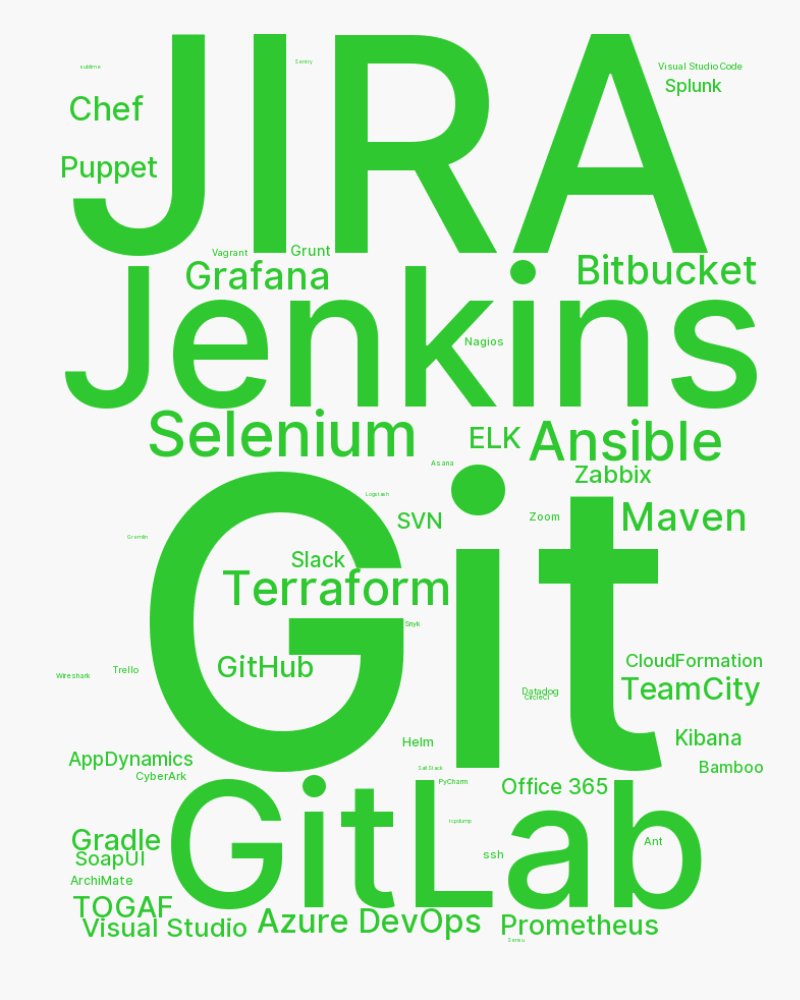 JIRA
sublime
Sentry
Visual Studio Code
Splunk
Chef
Puppet
Vagrant
Grunt
Grafana
Bitbucket
Jenkins
Nagios
Selenium
ELK
Ansible
Asana
Zabbix
Git
Logstash
SVN
Zoom
Maven
Gremlin
Slack
Terraform
Snyk
GitHub
CloudFormation
Trello
Wireshark
TeamCity
Datadog
CircleCI
Kibana
Helm
AppDynamics
Bamboo
Salt Stack
CyberArk
PyCharm
Office 365
GitLab
tcpdump
Gradle
Ant
SoapUI
ssh
ArchiMate
TOGAF
Visual Studio
Azure DevOps
Prometheus